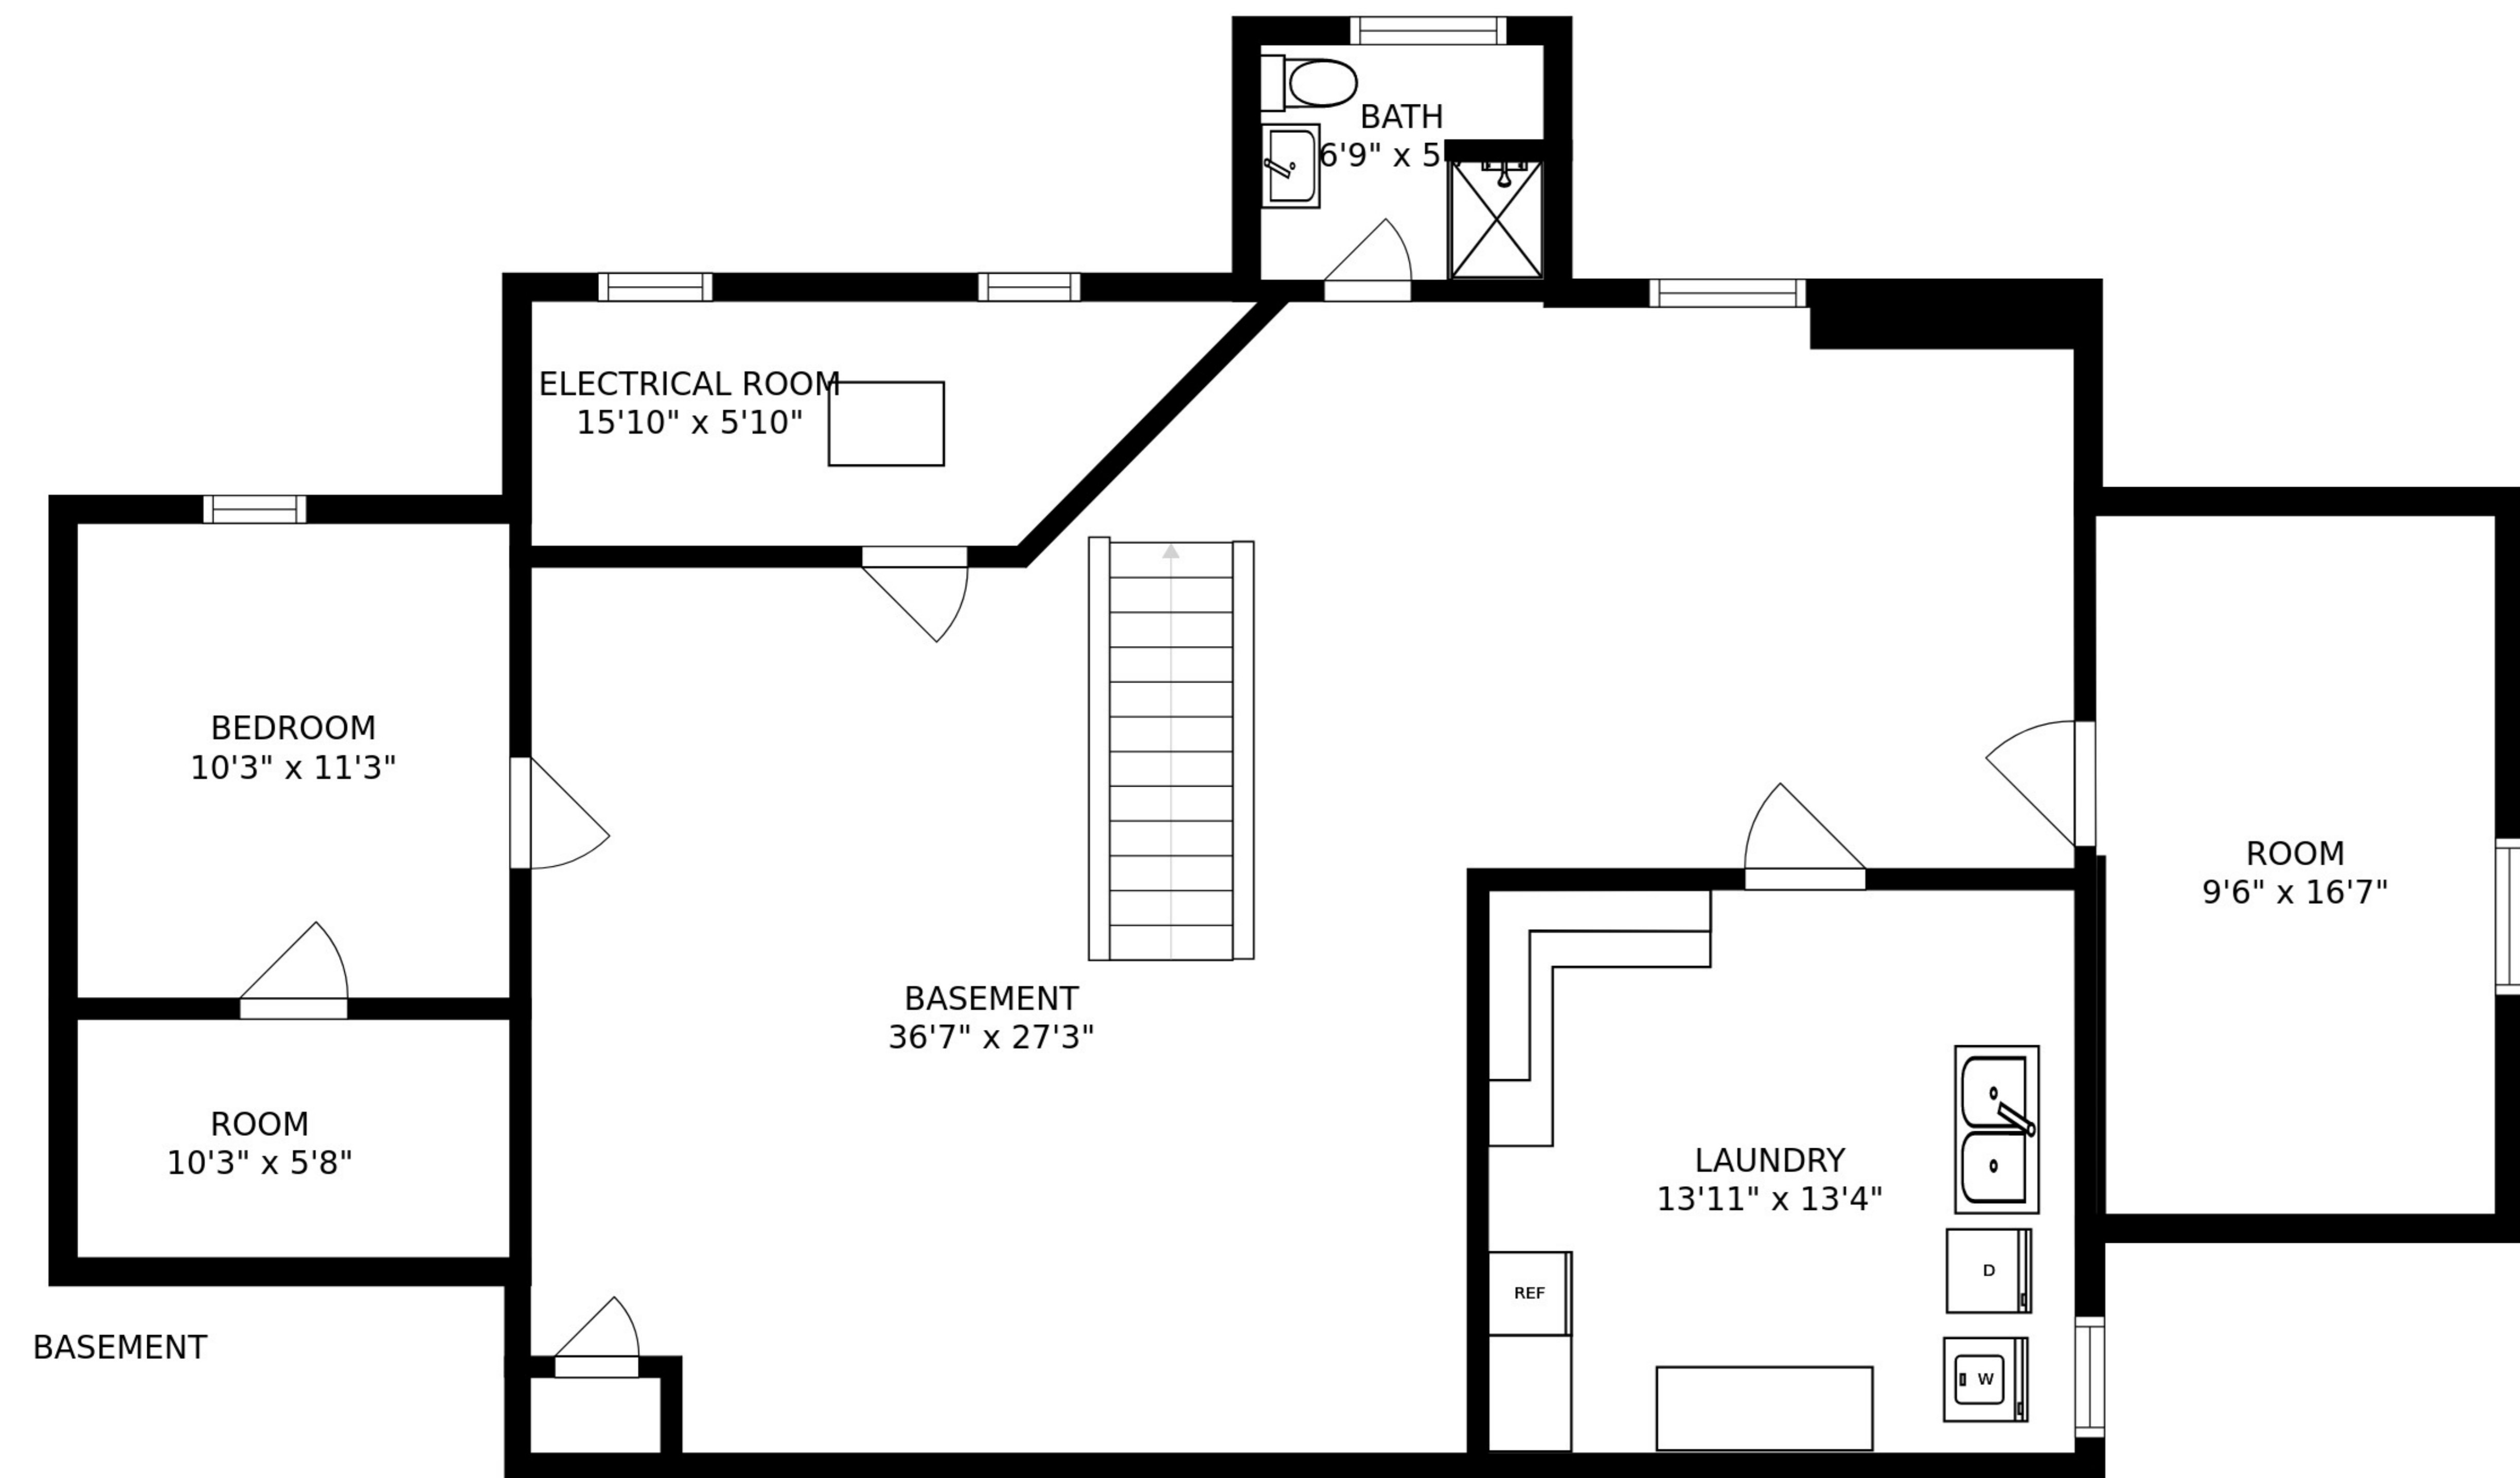 BATH
6'9" x 5
ELECTRICAL ROOM
15'10" x 5'10"
BEDROOM
10'3" x 11'3"
ROOM
9'6" x 16'7"
BASEMENT
36'7" x 27'3"
ROOM
10'3" x 5'8"
LAUNDRY
13'11" x 13'4"
D
REF
BASEMENT
W